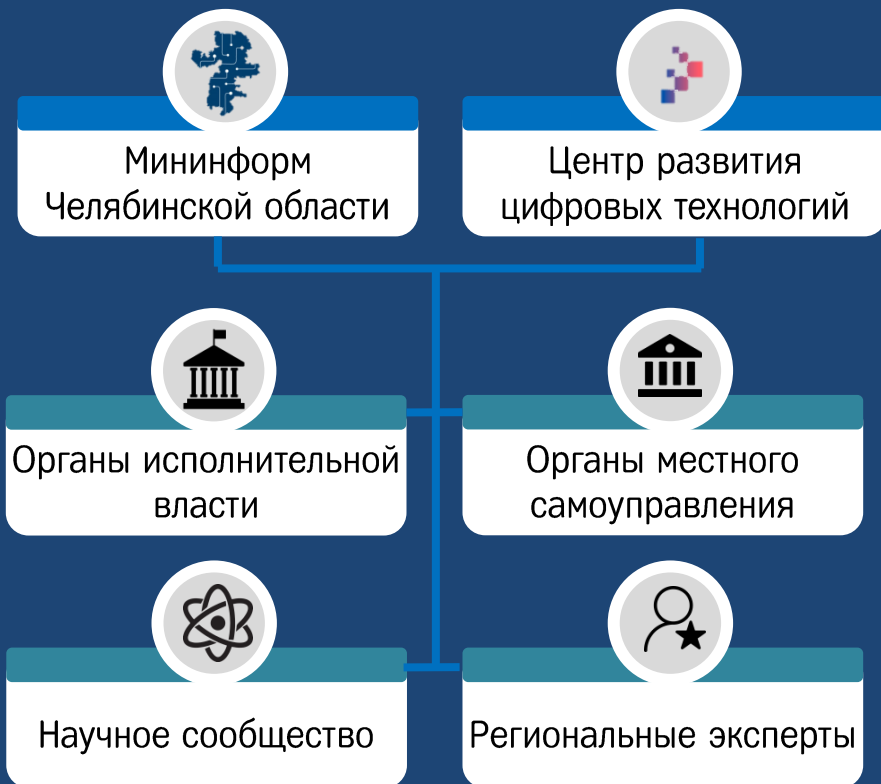 Мининформ
Челябинской области
Центр развития
цифровых технологий
Органы исполнительной
власти
Органы местного
самоуправления
Научное сообщество
Региональные эксперты